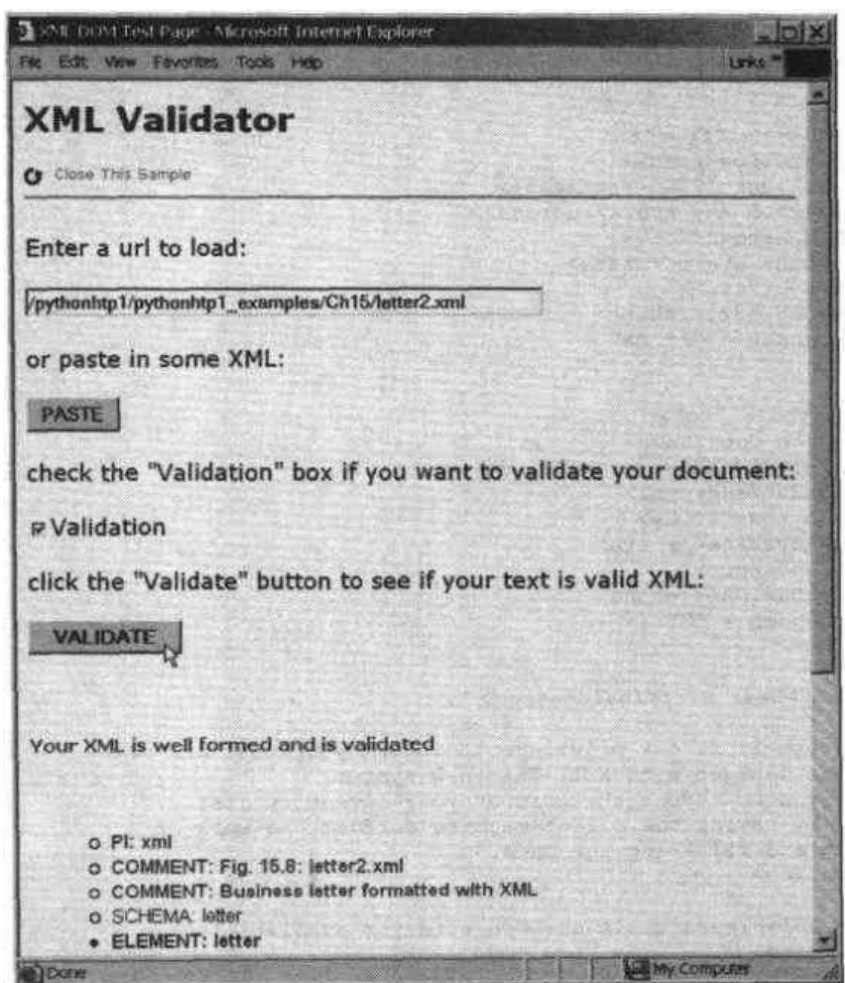 XML DOM Test Page - Microsoft Internet Explorer
File Edit View Favorites Tools Help
Links »
XML Validator
Close This Sample
Enter a url to load:
/pythonhtp1/pythonhtp1_examples/Ch15/letter2.xml
or paste in some XML:
PASTE
check the "Validation" box if you want to validate your document:
Validation
click the "Validate" button to see if your text is valid XML:
VALIDATE
Your XML is well formed and is validated
PI: xml
COMMENT: Fig. 15.8: letter2.xml
COMMENT: Business letter formatted with XML
SCHEMA: letter
ELEMENT: letter
Done
My Computer